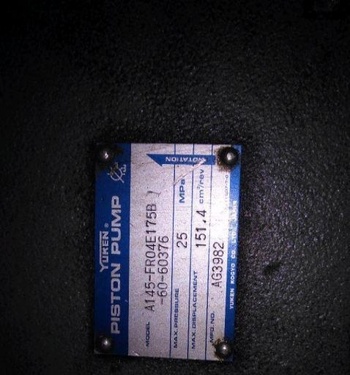 YUKEN
PISTON PUMP
MODEL A145-FR04E175B
-60-60376
MAX. PRESSURE 25 MPa
MAX. DISPLACEMENT 151.4 cm³/rev
MFG. NO. AG3982
ROTATION
YUKEN KOGYO CO., LTD.